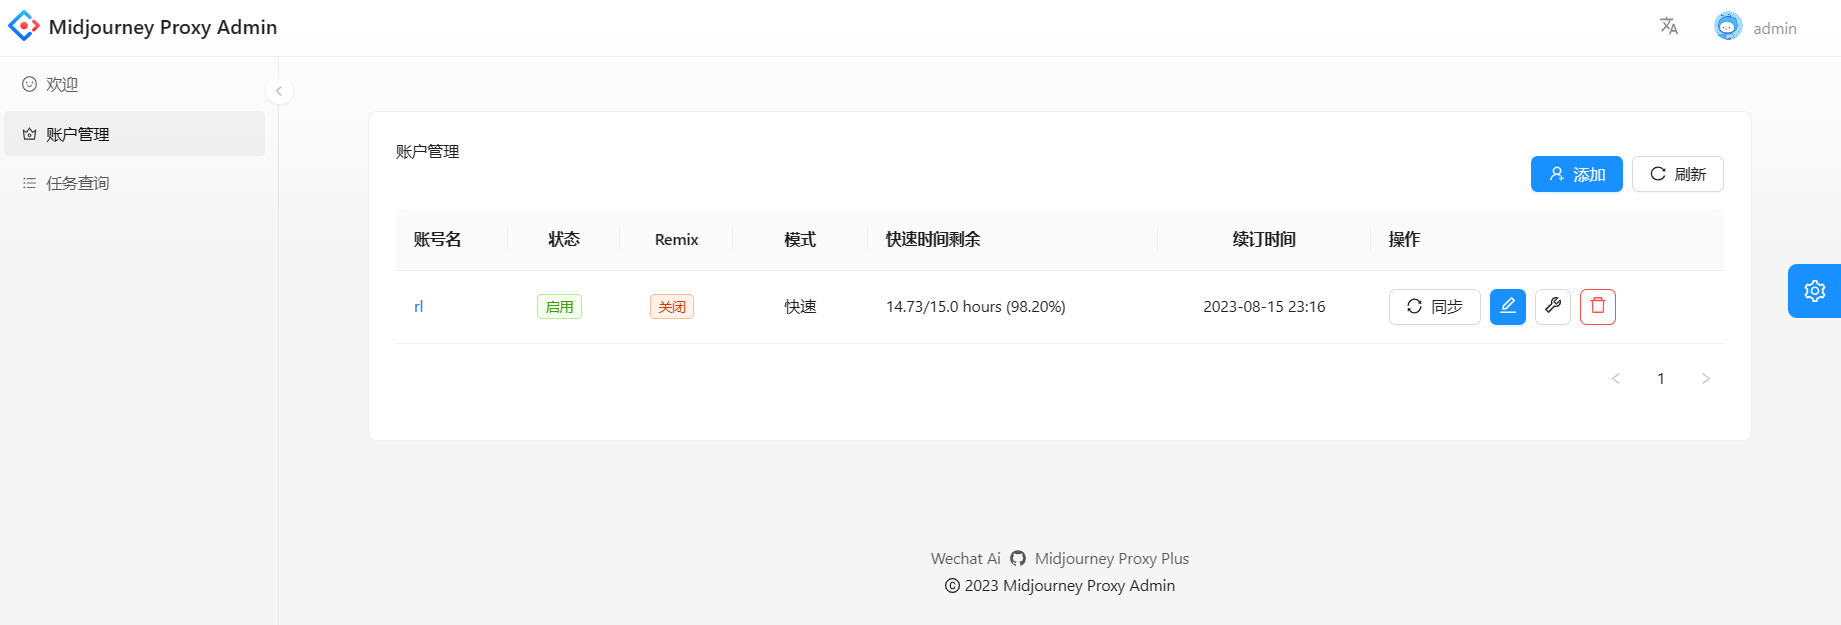 Midjourney Proxy Admin
admin
欢迎
账户管理
任务查询
账户管理
添加
刷新
账号名 状态 Remix 模式 快速时间剩余 续订时间 操作
rl 启用 关闭 快速 14.73/15.0 hours (98.20%) 2023-08-15 23:16 同步
< 1 >
Wechat Ai Midjourney Proxy Plus
© 2023 Midjourney Proxy Admin